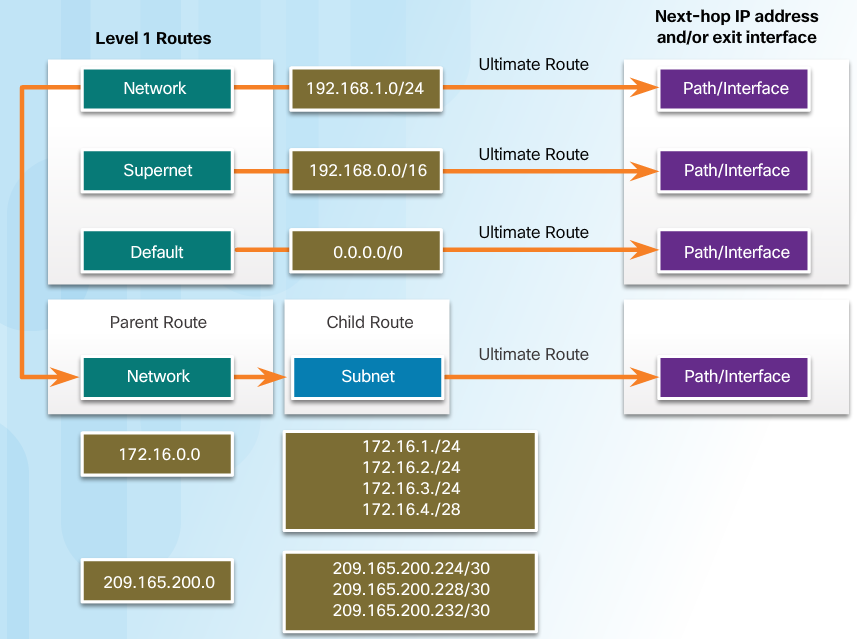 Level 1 Routes
Next-hop IP address
and/or exit interface
Network
192.168.1.0/24
Ultimate Route
Path/Interface
Supernet
192.168.0.0/16
Ultimate Route
Path/Interface
Default
0.0.0.0/0
Ultimate Route
Path/Interface
Parent Route
Child Route
Network
Subnet
Ultimate Route
Path/Interface
172.16.0.0
172.16.1./24
172.16.2./24
172.16.3./24
172.16.4./28
209.165.200.0
209.165.200.224/30
209.165.200.228/30
209.165.200.232/30